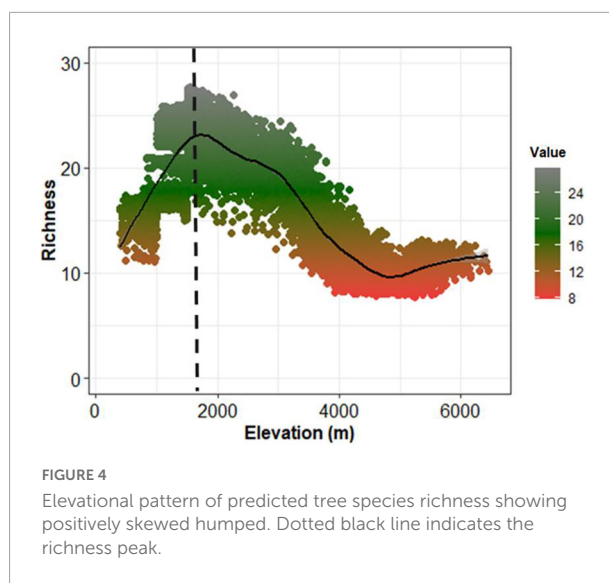 30
20
10
0
Richness
0
2000
4000
6000
Elevation (m)
Value
24
20
16
12
8
FIGURE 4
Elevational pattern of predicted tree species richness showing
positively skewed humped. Dotted black line indicates the
richness peak.